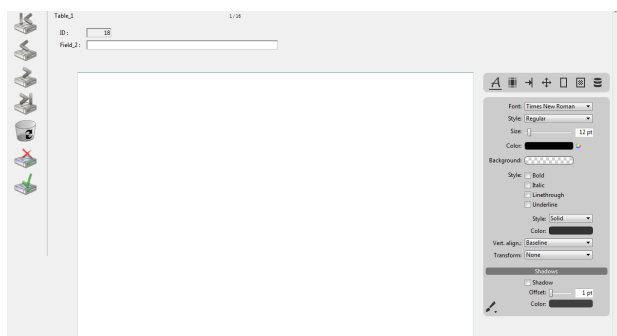 Table_1
1 / 18
ID :
18
Field_2 :
A
Font: Times New Roman
Style: Regular
Size: 12 pt
Color:
Background:
Style: Bold
Italic
Linethrough
Underline
Style: Solid
Color:
Vert. align.: Baseline
Transform: None
Shadows
Shadow
Offset: 1 pt
Color: